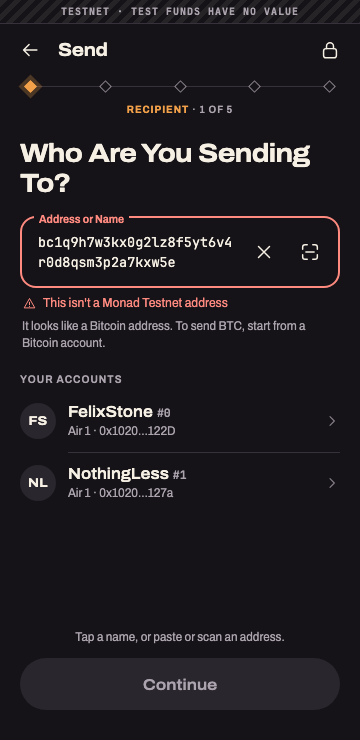 TESTNET · TEST FUNDS HAVE NO VALUE
Send
RECIPIENT · 1 OF 5
Who Are You Sending
To?
Address or Name
bc1q9h7w3kx0g2lz8f5yt6v4
r0d8qsm3p2a7kxw5e
This isn't a Monad Testnet address
It looks like a Bitcoin address. To send BTC, start from a
Bitcoin account.
YOUR ACCOUNTS
FS
FelixStone #0
Air 1 · 0x1020...122D
NL
NothingLess #1
Air 1 · 0x1020...127a
Tap a name, or paste or scan an address.
Continue